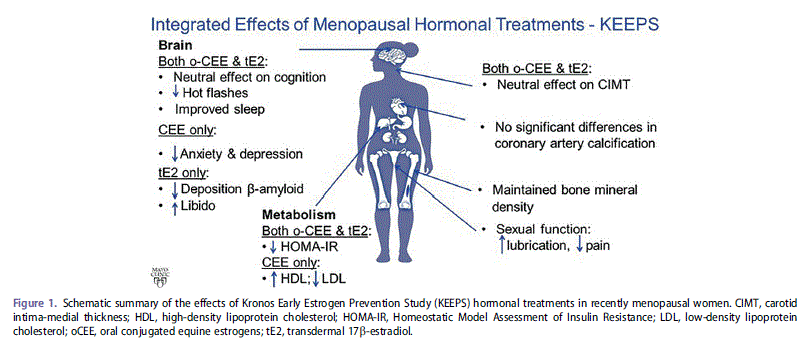 Integrated Effects of Menopausal Hormonal Treatments - KEEPS
Brain
Both o-CEE & tE2:
• Neutral effect on cognition
• ↓ Hot flashes
• Improved sleep
CEE only:
• ↓Anxiety & depression
tE2 only:
• ↓ Deposition β-amyloid
• ↑ Libido
Metabolism
Both o-CEE & tE2:
• ↓ HOMA-IR
CEE only:
• ↑ HDL;↓LDL
Both o-CEE & tE2:
• Neutral effect on CIMT
• No significant differences in
coronary artery calcification
• Maintained bone mineral
density
• Sexual function:
↑lubrication, ↓pain
MAYO
CLINIC
Figure 1. Schematic summary of the effects of Kronos Early Estrogen Prevention Study (KEEPS) hormonal treatments in recently menopausal women. CIMT, carotid
intima-medial thickness; HDL, high-density lipoprotein cholesterol; HOMA-IR, Homeostatic Model Assessment of Insulin Resistance; LDL, low-density lipoprotein
cholesterol; oCEE, oral conjugated equine estrogens; tE2, transdermal 17β-estradiol.